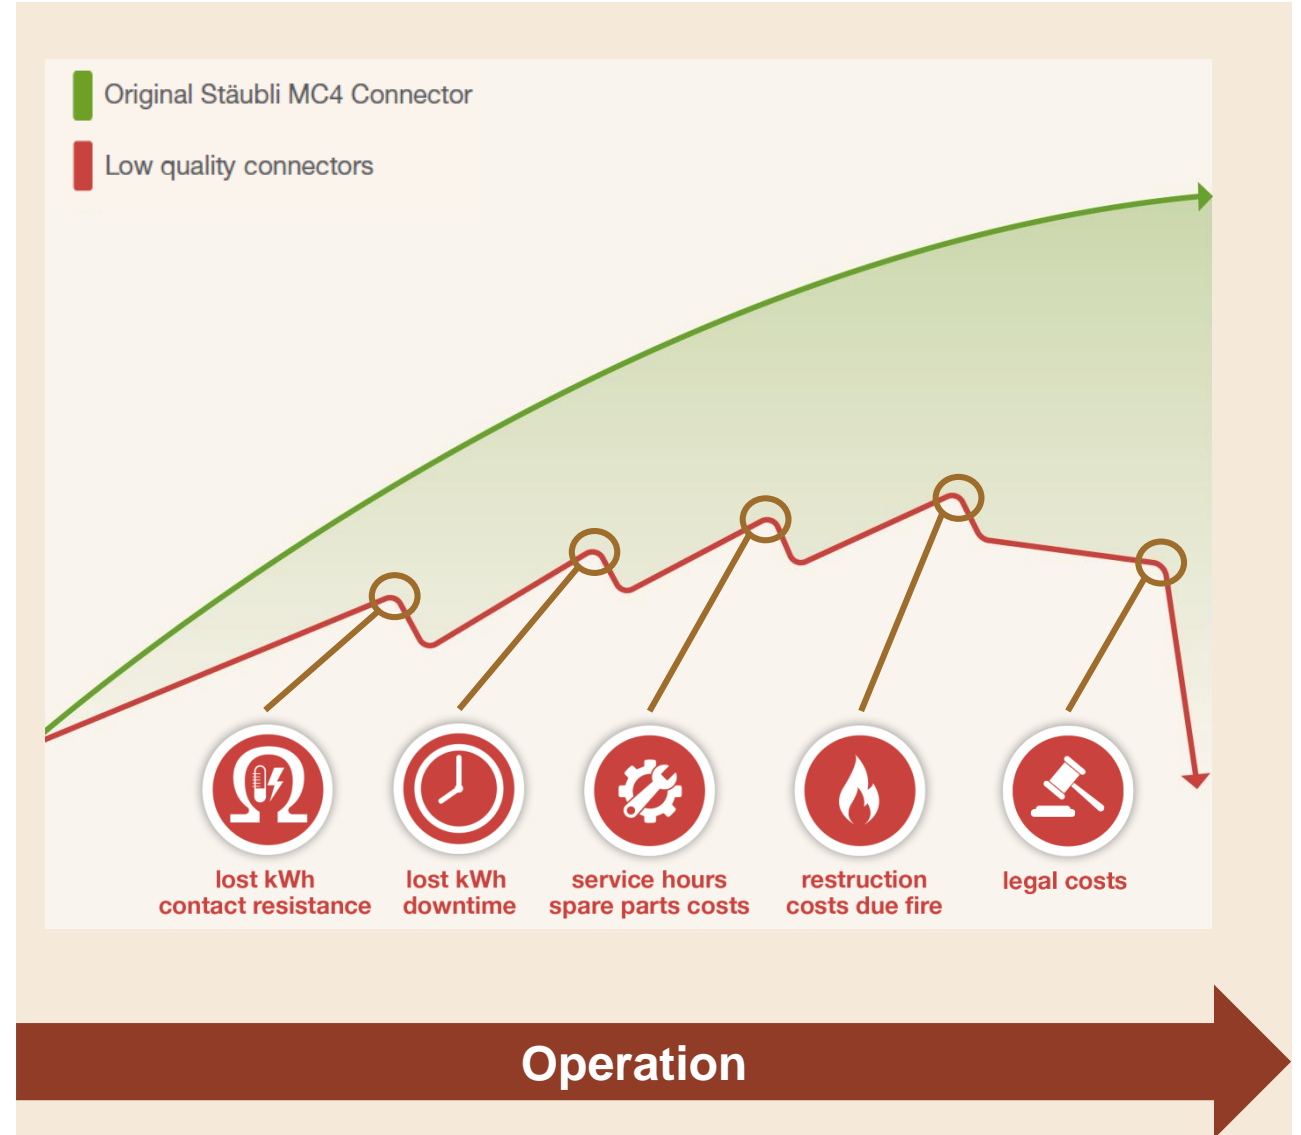 Original Stäubli MC4 Connector
Low quality connectors
lost kWh
contact resistance
lost kWh
downtime
service hours
spare parts costs
restruction
costs due fire
legal costs
Operation